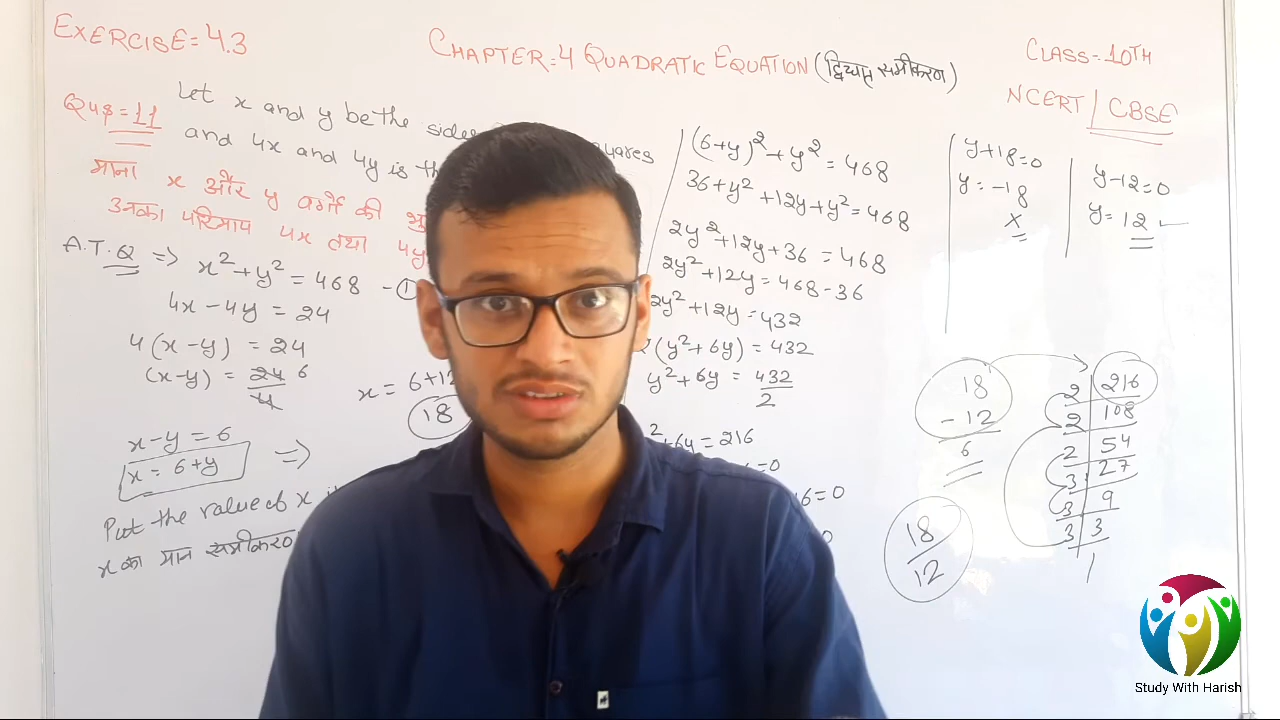 EXERCISE=4.3
CHAPTER=4 QUADRATIC EQUATION (द्विघात समीकरण)
CLASS=10TH
NCERT/CBSE
Qus=11
Let x and y be the sides
and 4x and 4y is th
माना x और y वर्गों की
उनका परिमाप 4x तथा 4y
A.T.Q => x²+y²=468 -①
4x-4y=24
4(x-y)=24
(x-y)=24 6
4
x-y=6
x=6+y =>
Put the value of x
x का मान समीकरण
x=6+12
18
(6+y)²+y²=468
36+y²+12y+y²=468
2y²+12y+36=468
2y²+12y=468-36
2y²+12y=432
(y²+6y)=432
y²+6y=432
2
+6y=216
=0
6=0
y+18=0
y=-18
×
y-12=0
y=12
18
-12
6
18
12
2 216
2 108
2 54
3 27
3 9
3 3
1
Study With Harish